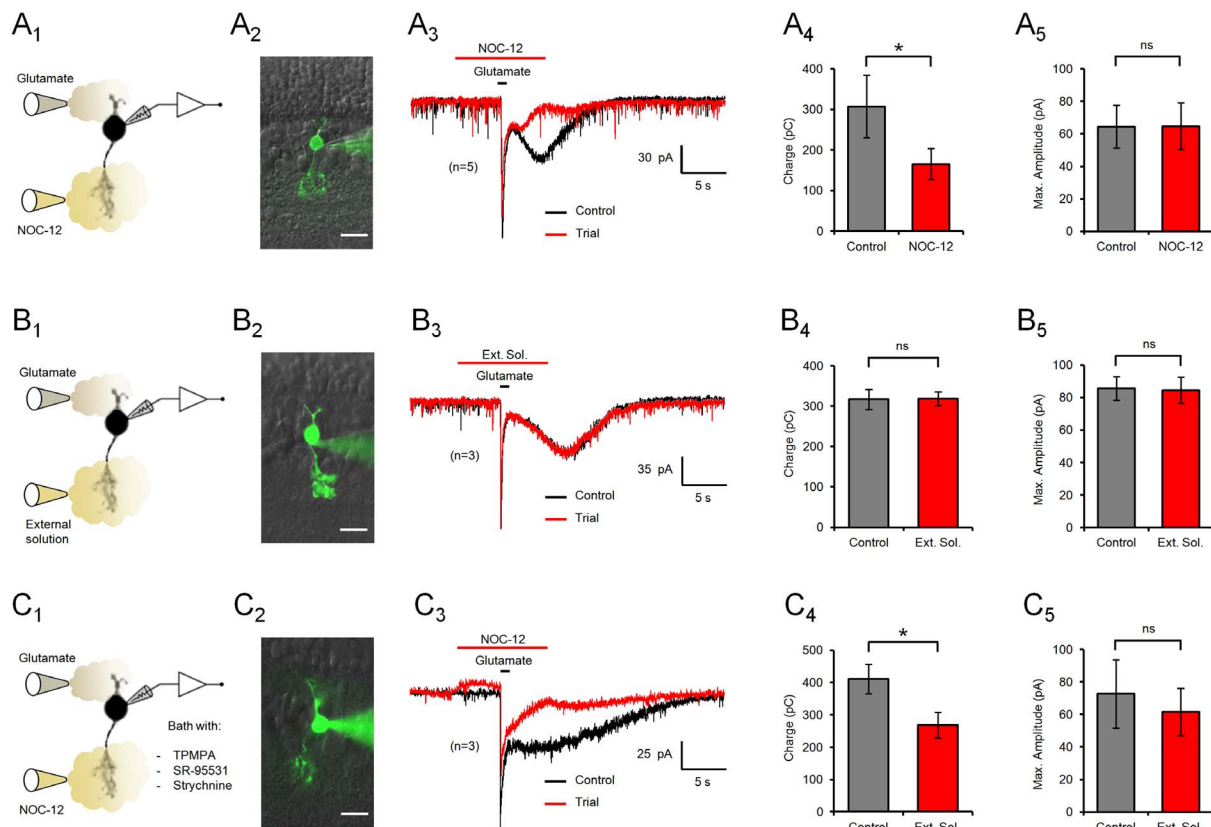 A1
A2
A3
A4
A5
Glutamate
NOC-12
NOC-12
Glutamate
(n=5)
30 pA
5 s
Control
Trial
*
Charge (pC)
400
300
200
100
0
Control NOC-12
ns
Max. Amplitude (pA)
100
80
60
40
20
0
Control NOC-12
B1
B2
B3
B4
B5
Glutamate
External
solution
Ext. Sol.
Glutamate
(n=3)
35 pA
5 s
Control
Trial
ns
Charge (pC)
400
300
200
100
0
Control Ext. Sol.
ns
Max. Amplitude (pA)
100
80
60
40
20
0
Control Ext. Sol.
C1
C2
C3
C4
C5
Glutamate
Bath with:
- TPMPA
- SR-95531
- Strychnine
NOC-12
NOC-12
Glutamate
(n=3)
25 pA
5 s
Control
Trial
*
Charge (pC)
500
400
300
200
100
0
Control Ext. Sol.
ns
Max. Amplitude (pA)
100
80
60
40
20
0
Control Ext. Sol.